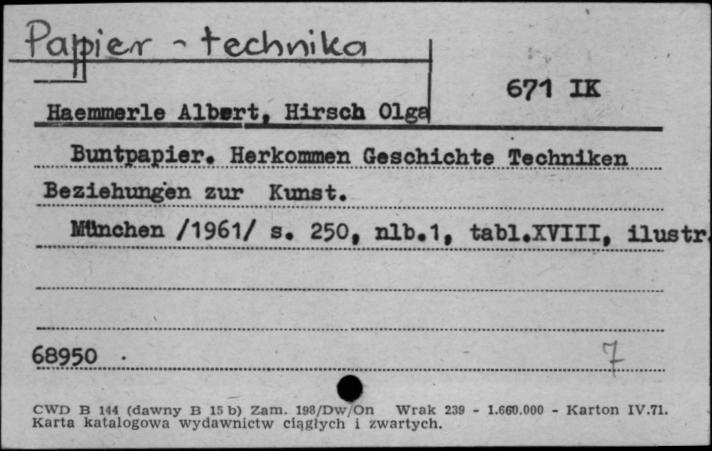 Papier - technika
671 IK
Haemmerle Albert, Hirsch Olga
Buntpapier. Herkommen Geschichte Techniken
Beziehungen zur Kunst.
München /1961/ s. 250, nlb.1, tabl.XVIII, ilustr.
68950 .
7
CWD B 144 (dawny B 15 b) Zam. 198/Dw/On Wrak 239 - 1.660.000 - Karton IV.71.
Karta katalogowa wydawnictw ciągłych i zwartych.